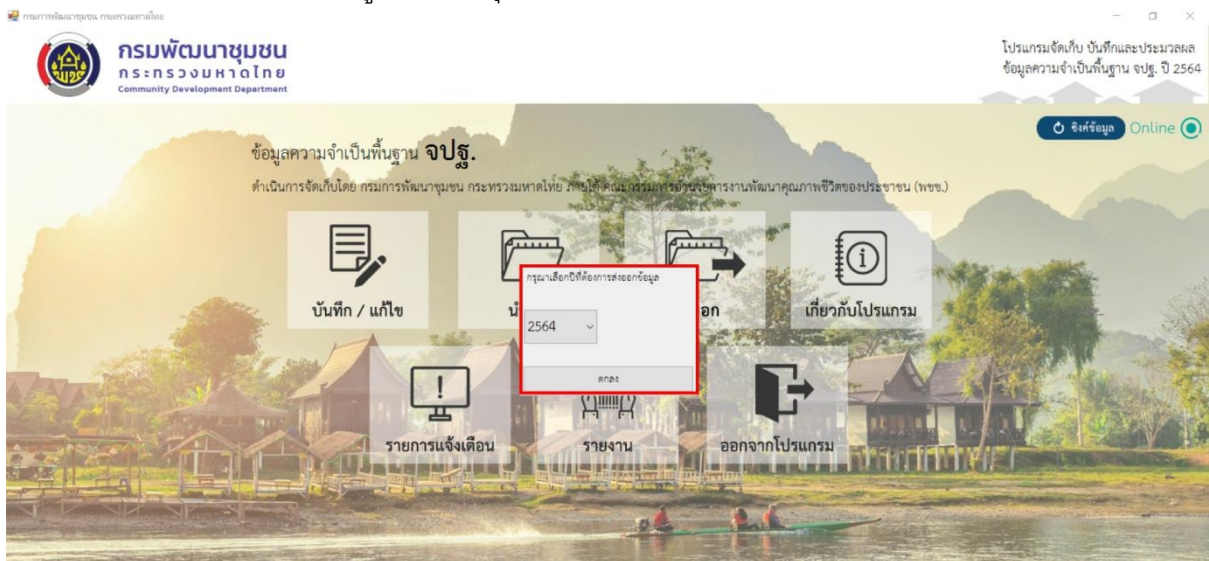 กรมการพัฒนาชุมชน กระทรวงมหาดไทย
กรมพัฒนาชุมชน
กระทรวงมหาดไทย
Community Development Department
โปรแกรมจัดเก็บ บันทึกและประมวลผล
ข้อมูลความจำเป็นพื้นฐาน จปฐ. ปี 2564
ซิงค์ข้อมูล Online
ข้อมูลความจำเป็นพื้นฐาน จปฐ.
ดำเนินการจัดเก็บโดย กรมการพัฒนาชุมชน กระทรวงมหาดไทย ภายใต้ คณะกรรมการอำนวยการงานพัฒนาคุณภาพชีวิตของประชาชน (พชช.)
กรุณาเลือกปีที่ต้องการส่งออกข้อมูล
บันทึก / แก้ไข
เกี่ยวกับโปรแกรม
2564
ตกลง
รายการแจ้งเตือน
รายงาน
ออกจากโปรแกรม